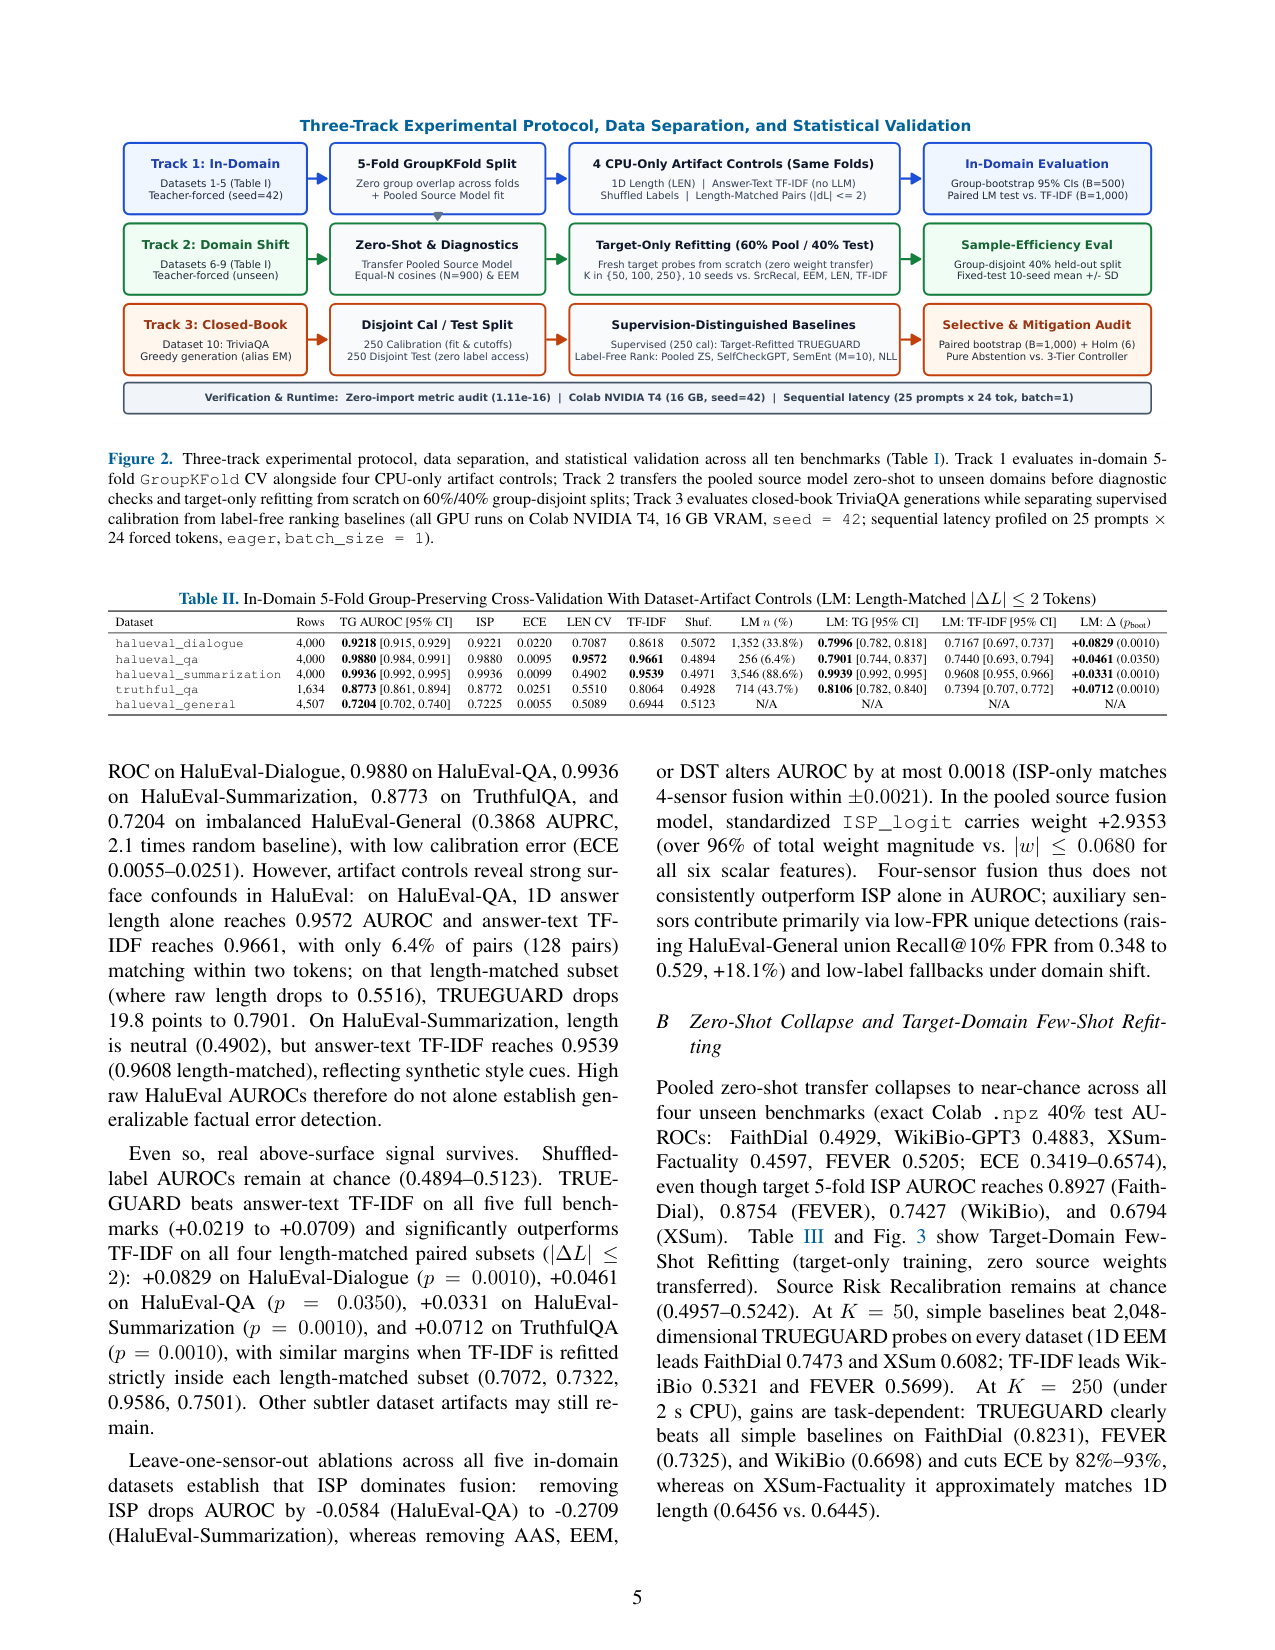 Three-Track Experimental Protocol, Data Separation, and Statistical Validation
Track 1: In-Domain
Datasets 1-5 (Table I)
Teacher-forced (seed=42)
5-Fold GroupKFold Split
Zero group overlap across folds
+ Pooled Source Model fit
4 CPU-Only Artifact Controls (Same Folds)
1D Length (LEN) | Answer-Text TF-IDF (no LLM)
Shuffled Labels | Length-Matched Pairs (|dL| <= 2)
In-Domain Evaluation
Group-bootstrap 95% CIs (B=500)
Paired LM test vs. TF-IDF (B=1,000)
Track 2: Domain Shift
Datasets 6-9 (Table I)
Teacher-forced (unseen)
Zero-Shot & Diagnostics
Transfer Pooled Source Model
Equal-N cosines (N=900) & EEM
Target-Only Refitting (60% Pool / 40% Test)
Fresh target probes from scratch (zero weight transfer)
K in {50, 100, 250}, 10 seeds vs. SrcRecal, EEM, LEN, TF-IDF
Sample-Efficiency Eval
Group-disjoint 40% held-out split
Fixed-test 10-seed mean +/- SD
Track 3: Closed-Book
Dataset 10: TriviaQA
Greedy generation (alias EM)
Disjoint Cal / Test Split
250 Calibration (fit & cutoffs)
250 Disjoint Test (zero label access)
Supervision-Distinguished Baselines
Supervised (250 cal): Target-Refitted TRUEGUARD
Label-Free Rank: Pooled ZS, SelfCheckGPT, SemEnt (M=10), NLL
Selective & Mitigation Audit
Paired bootstrap (B=1,000) + Holm (6)
Pure Abstention vs. 3-Tier Controller
Verification & Runtime: Zero-import metric audit (1.11e-16) | Colab NVIDIA T4 (16 GB, seed=42) | Sequential latency (25 prompts x 24 tok, batch=1)
Figure 2. Three-track experimental protocol, data separation, and statistical validation across all ten benchmarks (Table I). Track 1 evaluates in-domain 5-
fold GroupKFold CV alongside four CPU-only artifact controls; Track 2 transfers the pooled source model zero-shot to unseen domains before diagnostic
checks and target-only refitting from scratch on 60%/40% group-disjoint splits; Track 3 evaluates closed-book TriviaQA generations while separating supervised
calibration from label-free ranking baselines (all GPU runs on Colab NVIDIA T4, 16 GB VRAM, seed = 42; sequential latency profiled on 25 prompts ×
24 forced tokens, eager, batch_size = 1).
Table II. In-Domain 5-Fold Group-Preserving Cross-Validation With Dataset-Artifact Controls (LM: Length-Matched |ΔL| ≤ 2 Tokens)
Dataset Rows TG AUROC [95% CI] ISP ECE LEN CV TF-IDF Shuf. LM n (%) LM: TG [95% CI] LM: TF-IDF [95% CI] LM: Δ (pboot)
halueval_dialogue 4,000 0.9218 [0.915, 0.929] 0.9221 0.0220 0.7087 0.8618 0.5072 1,352 (33.8%) 0.7996 [0.782, 0.818] 0.7167 [0.697, 0.737] +0.0829 (0.0010)
halueval_qa 4,000 0.9880 [0.984, 0.991] 0.9880 0.0095 0.9572 0.9661 0.4894 256 (6.4%) 0.7901 [0.744, 0.837] 0.7440 [0.693, 0.794] +0.0461 (0.0350)
halueval_summarization 4,000 0.9936 [0.992, 0.995] 0.9936 0.0099 0.4902 0.9539 0.4971 3,546 (88.6%) 0.9939 [0.992, 0.995] 0.9608 [0.955, 0.966] +0.0331 (0.0010)
truthful_qa 1,634 0.8773 [0.861, 0.894] 0.8772 0.0251 0.5510 0.8064 0.4928 714 (43.7%) 0.8106 [0.782, 0.840] 0.7394 [0.707, 0.772] +0.0712 (0.0010)
halueval_general 4,507 0.7204 [0.702, 0.740] 0.7225 0.0055 0.5089 0.6944 0.5123 N/A N/A N/A N/A
ROC on HaluEval-Dialogue, 0.9880 on HaluEval-QA, 0.9936
on HaluEval-Summarization, 0.8773 on TruthfulQA, and
0.7204 on imbalanced HaluEval-General (0.3868 AUPRC,
2.1 times random baseline), with low calibration error (ECE
0.0055–0.0251). However, artifact controls reveal strong sur-
face confounds in HaluEval: on HaluEval-QA, 1D answer
length alone reaches 0.9572 AUROC and answer-text TF-
IDF reaches 0.9661, with only 6.4% of pairs (128 pairs)
matching within two tokens; on that length-matched subset
(where raw length drops to 0.5516), TRUEGUARD drops
19.8 points to 0.7901. On HaluEval-Summarization, length
is neutral (0.4902), but answer-text TF-IDF reaches 0.9539
(0.9608 length-matched), reflecting synthetic style cues. High
raw HaluEval AUROCs therefore do not alone establish gen-
eralizable factual error detection.
Even so, real above-surface signal survives. Shuffled-
label AUROCs remain at chance (0.4894–0.5123). TRUE-
GUARD beats answer-text TF-IDF on all five full bench-
marks (+0.0219 to +0.0709) and significantly outperforms
TF-IDF on all four length-matched paired subsets (|ΔL| ≤
2): +0.0829 on HaluEval-Dialogue (p = 0.0010), +0.0461
on HaluEval-QA (p = 0.0350), +0.0331 on HaluEval-
Summarization (p = 0.0010), and +0.0712 on TruthfulQA
(p = 0.0010), with similar margins when TF-IDF is refitted
strictly inside each length-matched subset (0.7072, 0.7322,
0.9586, 0.7501). Other subtler dataset artifacts may still re-
main.
Leave-one-sensor-out ablations across all five in-domain
datasets establish that ISP dominates fusion: removing
ISP drops AUROC by -0.0584 (HaluEval-QA) to -0.2709
(HaluEval-Summarization), whereas removing AAS, EEM,
or DST alters AUROC by at most 0.0018 (ISP-only matches
4-sensor fusion within ±0.0021). In the pooled source fusion
model, standardized ISP_logit carries weight +2.9353
(over 96% of total weight magnitude vs. |w| ≤ 0.0680 for
all six scalar features). Four-sensor fusion thus does not
consistently outperform ISP alone in AUROC; auxiliary sen-
sors contribute primarily via low-FPR unique detections (rais-
ing HaluEval-General union Recall@10% FPR from 0.348 to
0.529, +18.1%) and low-label fallbacks under domain shift.
B Zero-Shot Collapse and Target-Domain Few-Shot Refit-
ting
Pooled zero-shot transfer collapses to near-chance across all
four unseen benchmarks (exact Colab .npz 40% test AU-
ROCs: FaithDial 0.4929, WikiBio-GPT3 0.4883, XSum-
Factuality 0.4597, FEVER 0.5205; ECE 0.3419–0.6574),
even though target 5-fold ISP AUROC reaches 0.8927 (Faith-
Dial), 0.8754 (FEVER), 0.7427 (WikiBio), and 0.6794
(XSum). Table III and Fig. 3 show Target-Domain Few-
Shot Refitting (target-only training, zero source weights
transferred). Source Risk Recalibration remains at chance
(0.4957–0.5242). At K = 50, simple baselines beat 2,048-
dimensional TRUEGUARD probes on every dataset (1D EEM
leads FaithDial 0.7473 and XSum 0.6082; TF-IDF leads Wik-
iBio 0.5321 and FEVER 0.5699). At K = 250 (under
2 s CPU), gains are task-dependent: TRUEGUARD clearly
beats all simple baselines on FaithDial (0.8231), FEVER
(0.7325), and WikiBio (0.6698) and cuts ECE by 82%–93%,
whereas on XSum-Factuality it approximately matches 1D
length (0.6456 vs. 0.6445).
5